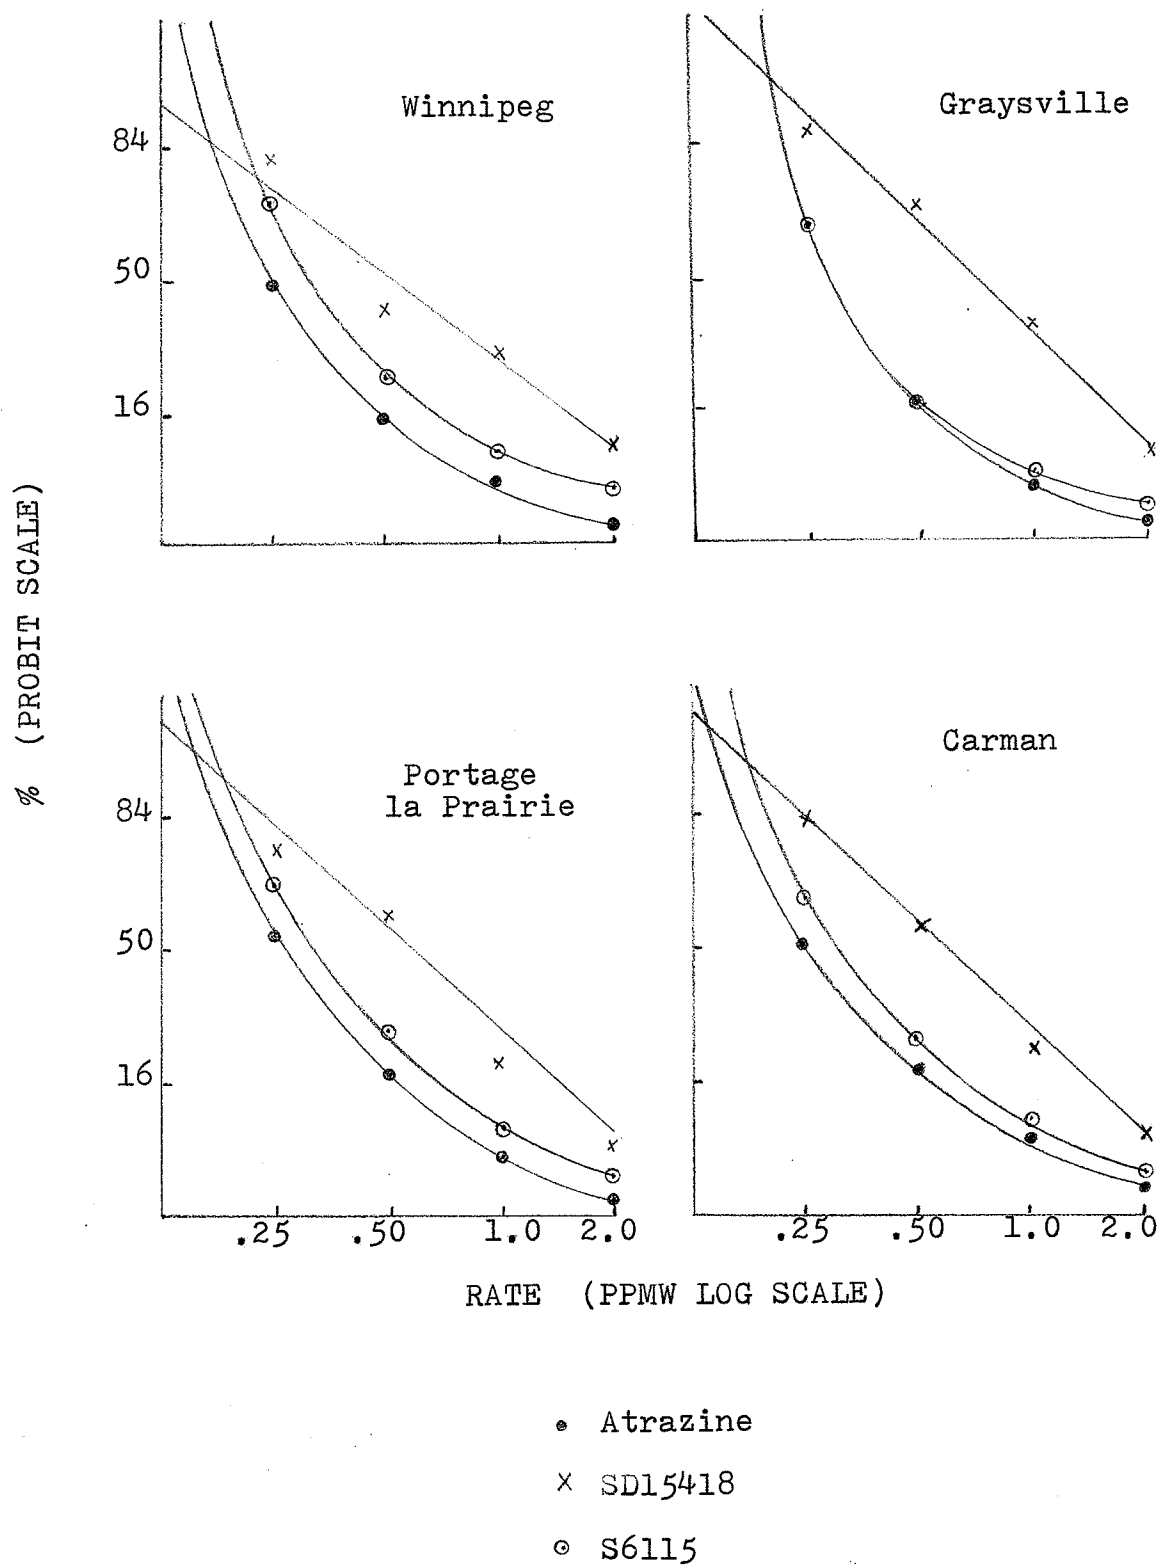 Winnipeg
Graysville
84
50
16
% (PROBIT SCALE)
Portage
la Prairie
Carman
84
50
16
.25 .50 1.0 2.0
.25 .50 1.0 2.0
RATE (PPMW LOG SCALE)
Atrazine
SD15418
S6115